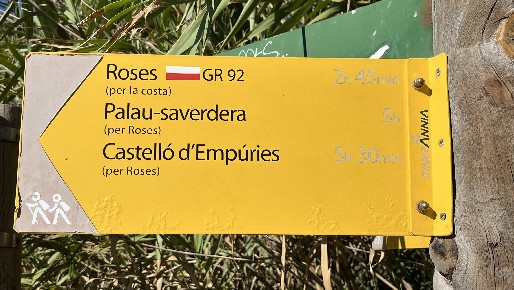 Roses GR 92 2h 45min
(per la costa)
Palau-saverdera 5h
(per Roses)
Castelló d'Empúries 5h 30min
(per Roses)